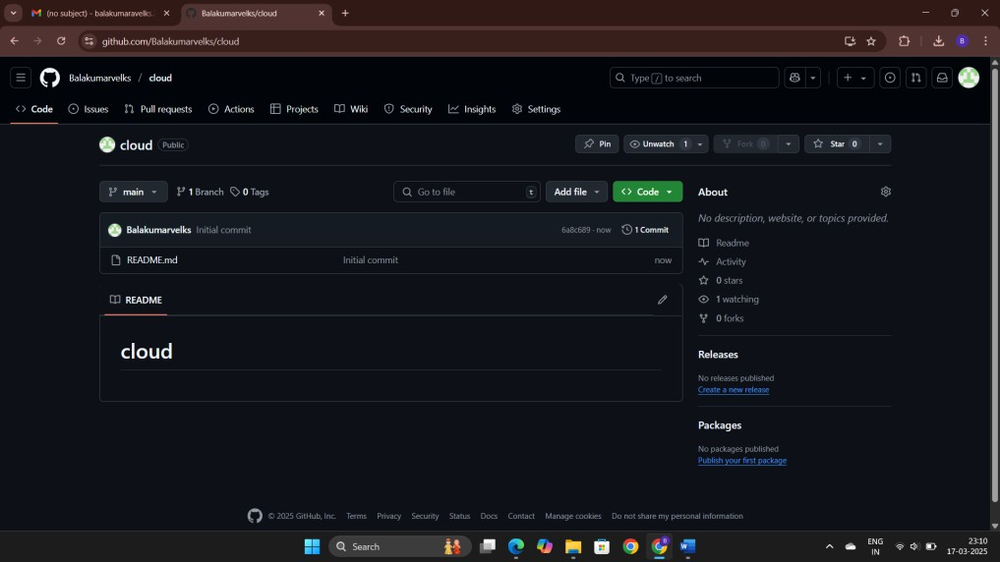 (no subject) - balakumaravelks.
Balakumarvelks/cloud
github.com/Balakumarvelks/cloud
B
Balakumarvelks / cloud
Type / to search
Code Issues Pull requests Actions Projects Wiki Security Insights Settings
cloud Public
Pin Unwatch 1 Fork 0 Star 0
main 1 Branch 0 Tags
Go to file t Add file Code
About
Balakumarvelks Initial commit
6a8c689 · now 1 Commit
No description, website, or topics provided.
README.md Initial commit now
Readme
Activity
0 stars
1 watching
0 forks
README
cloud
Releases
No releases published
Create a new release
Packages
No packages published
Publish your first package
© 2025 GitHub, Inc. Terms Privacy Security Status Docs Contact Manage cookies Do not share my personal information
Search
ENG
IN
23:10
17-03-2025